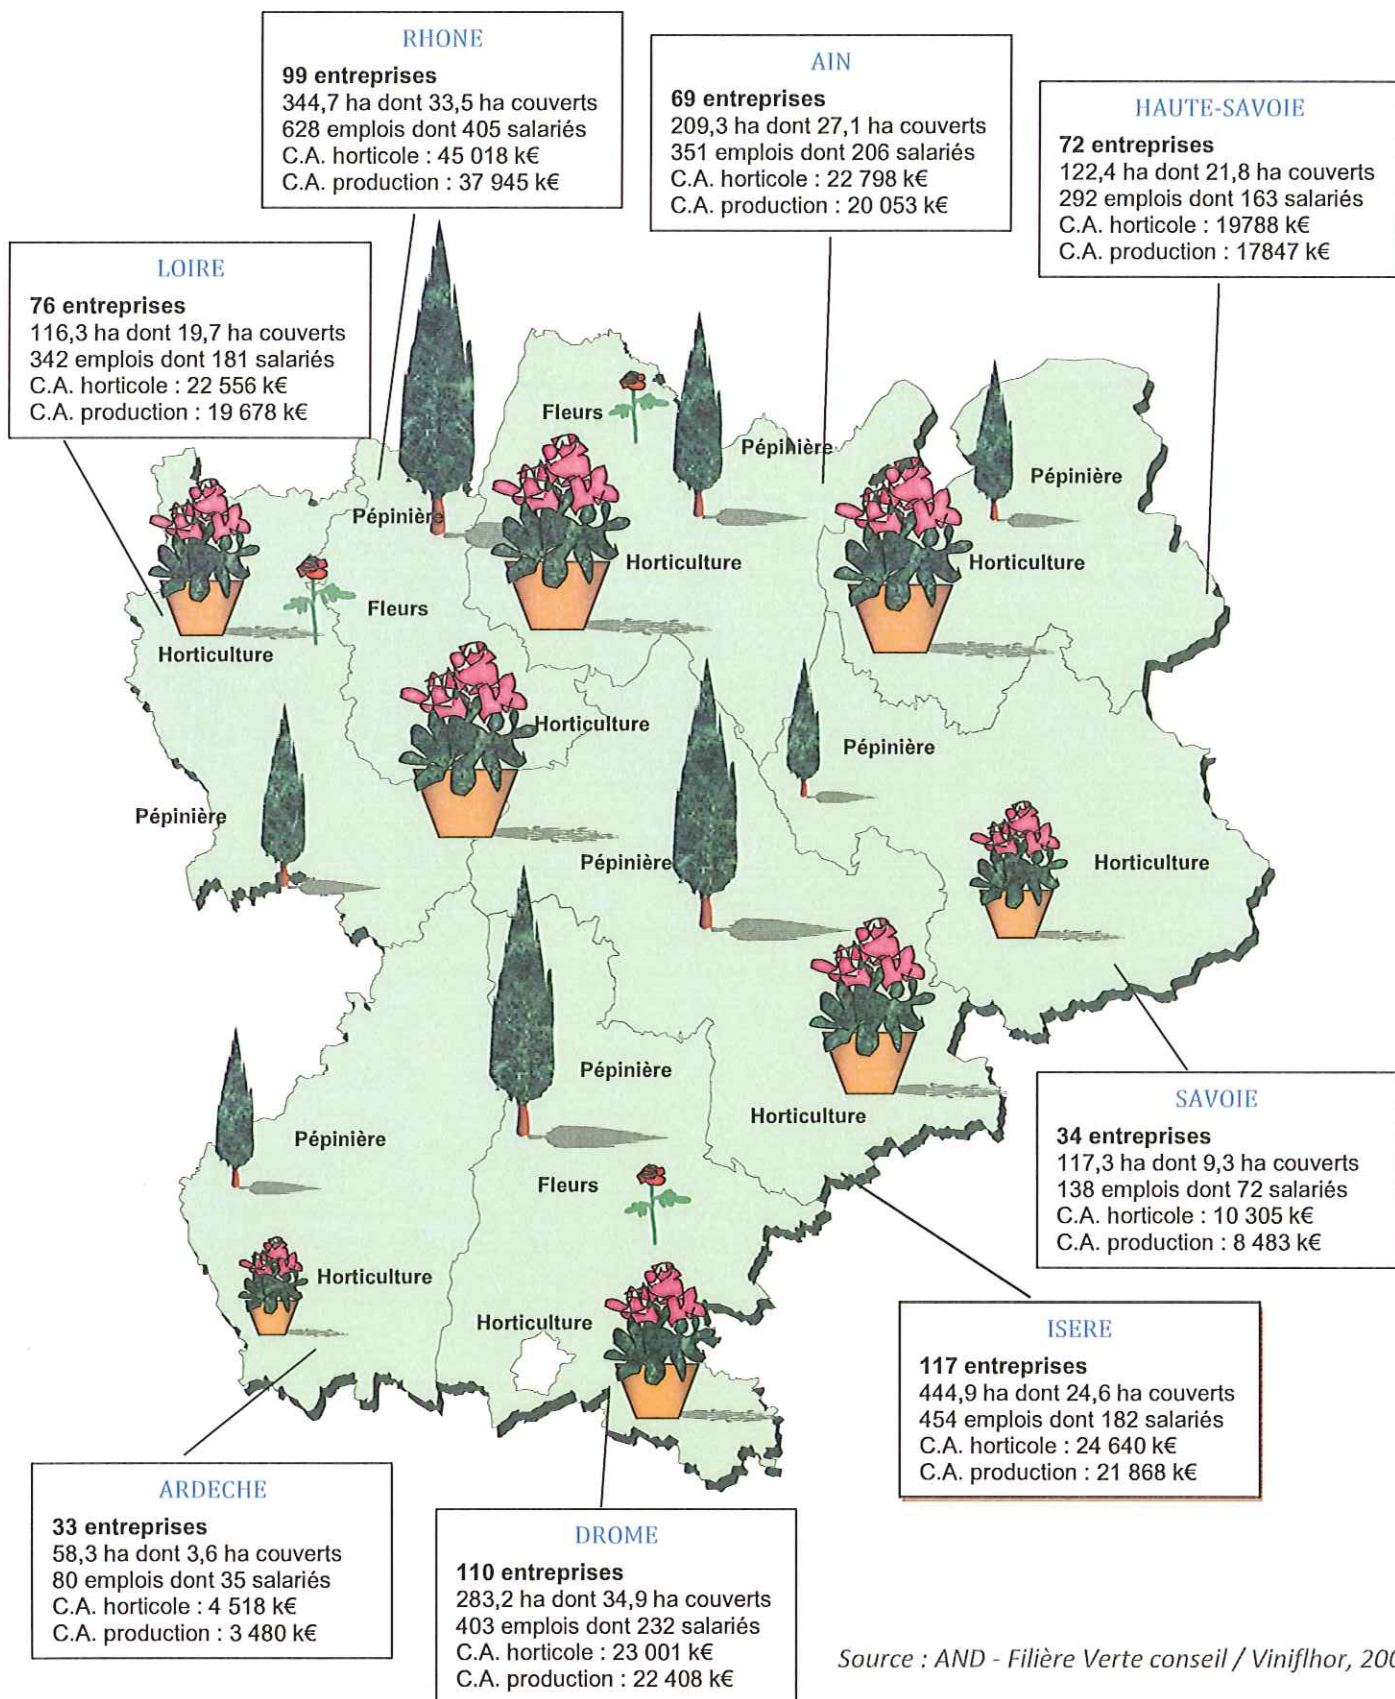 RHONE
99 entreprises
344,7 ha dont 33,5 ha couverts
628 emplois dont 405 salariés
C.A. horticole : 45 018 k€
C.A. production : 37 945 k€
AIN
69 entreprises
209,3 ha dont 27,1 ha couverts
351 emplois dont 206 salariés
C.A. horticole : 22 798 k€
C.A. production : 20 053 k€
HAUTE-SAVOIE
72 entreprises
122,4 ha dont 21,8 ha couverts
292 emplois dont 163 salariés
C.A. horticole : 19788 k€
C.A. production : 17847 k€
LOIRE
76 entreprises
116,3 ha dont 19,7 ha couverts
342 emplois dont 181 salariés
C.A. horticole : 22 556 k€
C.A. production : 19 678 k€
Fleurs
Pépinière
Pépinière
Pépinière
Horticulture
Horticulture
Fleurs
Horticulture
Horticulture
Pépinière
Pépinière
Pépinière
Horticulture
Pépinière
Horticulture
Pépinière
Fleurs
Horticulture
Horticulture
SAVOIE
34 entreprises
117,3 ha dont 9,3 ha couverts
138 emplois dont 72 salariés
C.A. horticole : 10 305 k€
C.A. production : 8 483 k€
ISERE
117 entreprises
444,9 ha dont 24,6 ha couverts
454 emplois dont 182 salariés
C.A. horticole : 24 640 k€
C.A. production : 21 868 k€
ARDECHE
33 entreprises
58,3 ha dont 3,6 ha couverts
80 emplois dont 35 salariés
C.A. horticole : 4 518 k€
C.A. production : 3 480 k€
DROME
110 entreprises
283,2 ha dont 34,9 ha couverts
403 emplois dont 232 salariés
C.A. horticole : 23 001 k€
C.A. production : 22 408 k€
Source : AND - Filière Verte conseil / Viniflhor,